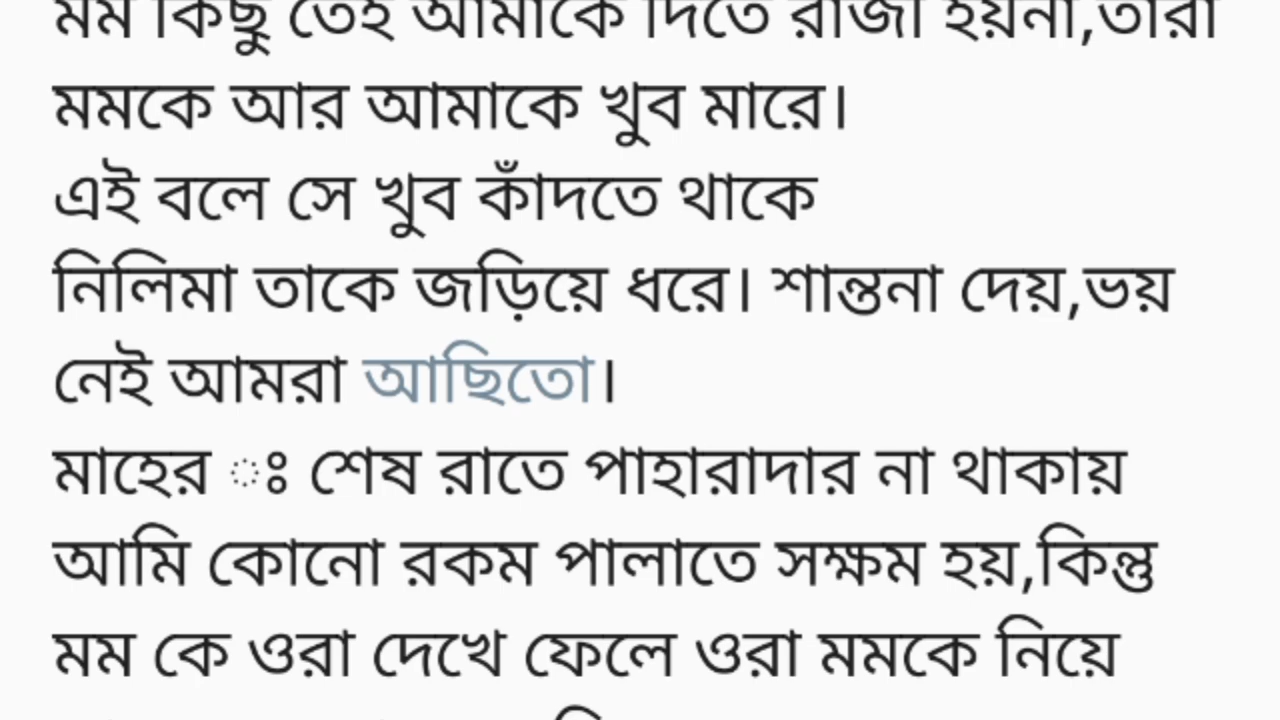 মম কিছু তেই আমাকে দিতে রাজী হয়না,তারা
মমকে আর আমাকে খুব মারে।
এই বলে সে খুব কাঁদতে থাকে
নিলিমা তাকে জড়িয়ে ধরে। শান্তনা দেয়,ভয়
নেই আমরা আছিতো।
মাহের ঃ শেষ রাতে পাহারাদার না থাকায়
আমি কোনো রকম পালাতে সক্ষম হয়,কিন্তু
মম কে ওরা দেখে ফেলে ওরা মমকে নিয়ে